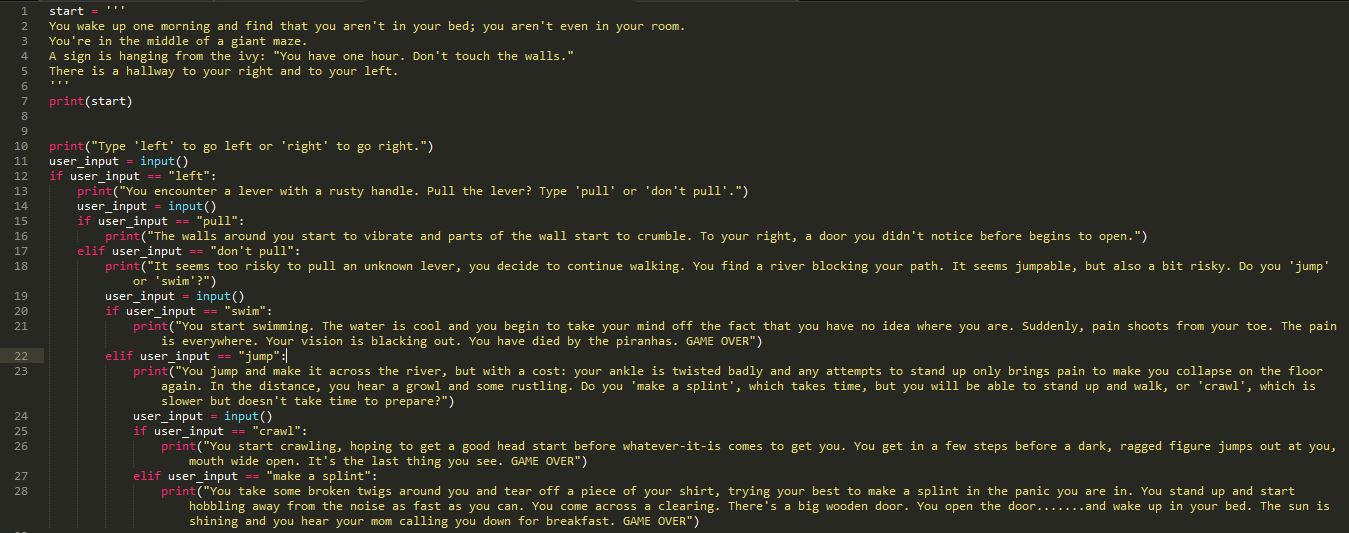 1 start = '''
2 You wake up one morning and find that you aren't in your bed; you aren't even in your room.
3 You're in the middle of a giant maze.
4 A sign is hanging from the ivy: "You have one hour. Don't touch the walls."
5 There is a hallway to your right and to your left.
6 '''
7 print(start)
8
9
10 print("Type 'left' to go left or 'right' to go right.")
11 user_input = input()
12 if user_input == "left":
13     print("You encounter a lever with a rusty handle. Pull the lever? Type 'pull' or 'don't pull'.")
14     user_input = input()
15     if user_input == "pull":
16         print("The walls around you start to vibrate and parts of the wall start to crumble. To your right, a door you didn't notice before begins to open.")
17     elif user_input == "don't pull":
18         print("It seems too risky to pull an unknown lever, you decide to continue walking. You find a river blocking your path. It seems jumpable, but also a bit risky. Do you 'jump'
or 'swim'?")
19         user_input = input()
20         if user_input == "swim":
21             print("You start swimming. The water is cool and you begin to take your mind off the fact that you have no idea where you are. Suddenly, pain shoots from your toe. The pain
is everywhere. Your vision is blacking out. You have died by the piranhas. GAME OVER")
22         elif user_input == "jump":
23             print("You jump and make it across the river, but with a cost: your ankle is twisted badly and any attempts to stand up only brings pain to make you collapse on the floor
again. In the distance, you hear a growl and some rustling. Do you 'make a splint', which takes time, but you will be able to stand up and walk, or 'crawl', which is
slower but doesn't take time to prepare?")
24             user_input = input()
25             if user_input == "crawl":
26                 print("You start crawling, hoping to get a good head start before whatever-it-is comes to get you. You get in a few steps before a dark, ragged figure jumps out at you,
mouth wide open. It's the last thing you see. GAME OVER")
27             elif user_input == "make a splint":
28                 print("You take some broken twigs around you and tear off a piece of your shirt, trying your best to make a splint in the panic you are in. You stand up and start
hobbling away from the noise as fast as you can. You come across a clearing. There's a big wooden door. You open the door.......and wake up in your bed. The sun is
shining and you hear your mom calling you down for breakfast. GAME OVER")